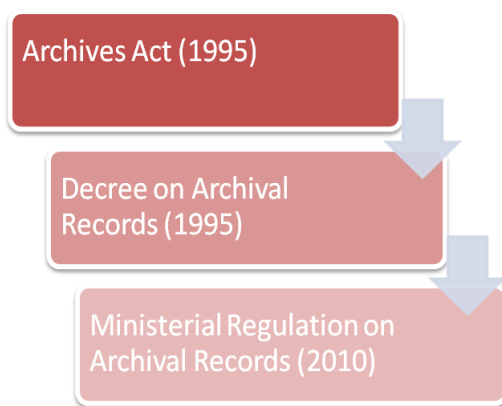 Archives Act (1995)
Decree on Archival
Records (1995)
Ministerial Regulation on
Archival Records (2010)